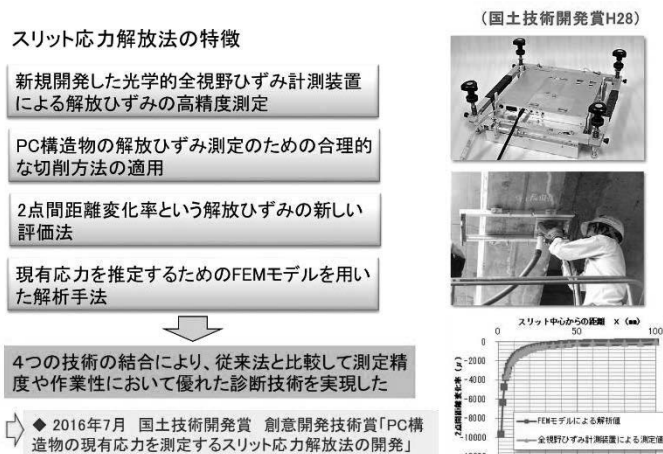 (国土技術開発賞H28)
スリット応力解放法の特徴
新規開発した光学的全視野ひずみ計測装置
による解放ひずみの高精度測定
PC構造物の解放ひずみ測定のための合理的
な切削方法の適用
2点間距離変化率という解放ひずみの新しい
評価法
現有応力を推定するためのFEMモデルを用い
た解析手法
4つの技術の結合により、従来法と比較して測定精
度や作業性において優れた診断技術を実現した
◆ 2016年7月 国土技術開発賞 創意開発技術賞「PC構
造物の現有応力を測定するスリット応力解放法の開発」
スリット中心からの距離 x (mm)
0 50 100
2点間距離変化率 (μ)
0
-2000
-4000
-6000
-8000
-10000
FEMモデルによる解析値
全視野ひずみ計測装置による測定値